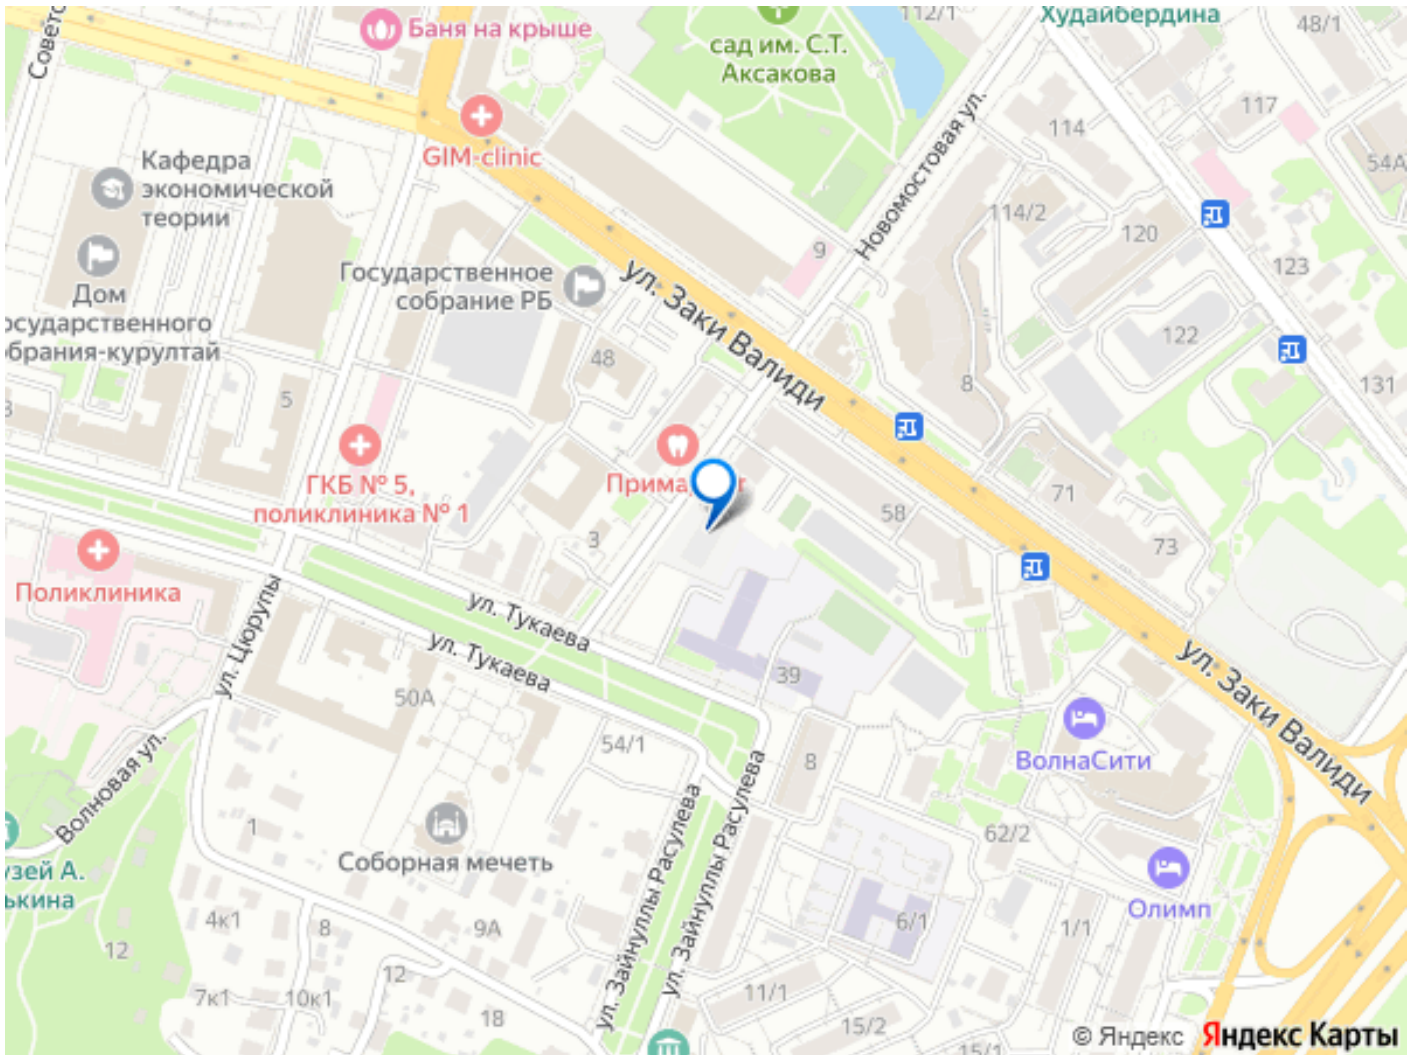 112/1
Худайбердина
48/1
Баня на крыше
сад им. С.Т.
Аксакова
117
114
54А
GIM-clinic
Кафедра
экономической
теории
Новомостовая ул.
114/2
120
9
123
Государственное
собрание РБ
Дом
осударственного
обрания-курултай
ул. Заки Валиди
122
48
8
131
5
3
ГКБ № 5,
поликлиника № 1
71
58
73
3
Поликлиника
ул. Цюрупы
ул. Тукаева
ул. Тукаева
39
50А
ул. Заки Валиди
54/1
8
ВолнаСити
Волновая ул.
ул. Зайнуллы Расулева
ул. Зайнуллы Расулева
1
62/2
Соборная мечеть
узей А.
ькина
Олимп
4к1
8
9А
6/1
1/1
12
12
7к1
10к1
11/1
18
15/2
15/1
© Яндекс Яндекс Карты